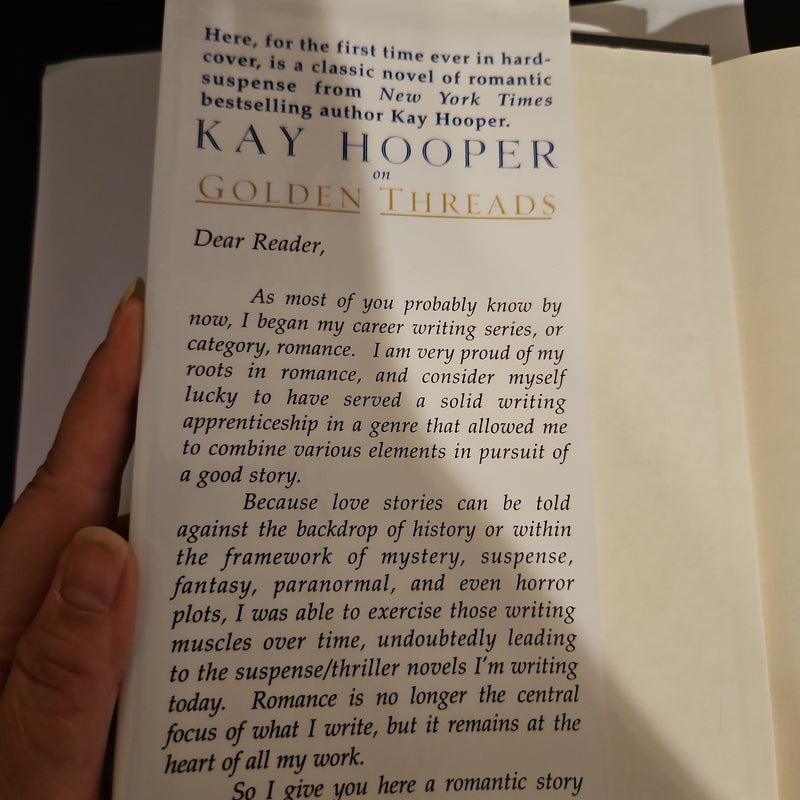 Here, for the first time ever in hard-
cover, is a classic novel of romantic
suspense from New York Times
bestselling author Kay Hooper.
KAY HOOPER
on
GOLDEN THREADS
Dear Reader,
As most of you probably know by
now, I began my career writing series, or
category, romance. I am very proud of my
roots in romance, and consider myself
lucky to have served a solid writing
apprenticeship in a genre that allowed me
to combine various elements in pursuit of
a good story.
Because love stories can be told
against the backdrop of history or within
the framework of mystery, suspense,
fantasy, paranormal, and even horror
plots, I was able to exercise those writing
muscles over time, undoubtedly leading
to the suspense/thriller novels I'm writing
today. Romance is no longer the central
focus of what I write, but it remains at the
heart of all my work.
So I give you here a romantic story